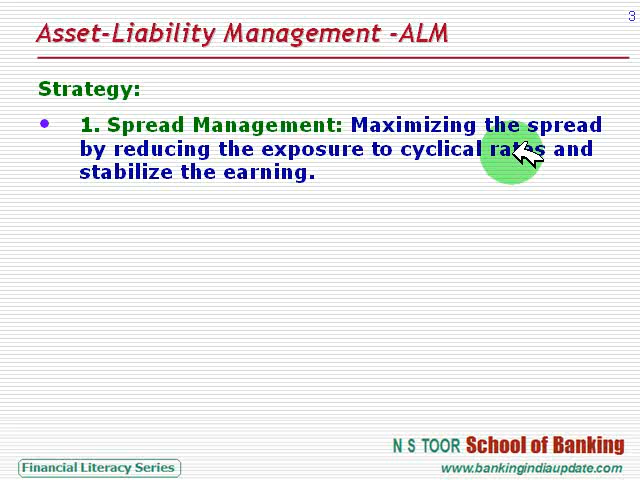 3
Asset-Liability Management -ALM
Strategy:
• 1. Spread Management: Maximizing the spread
by reducing the exposure to cyclical rates and
stabilize the earning.
N S TOOR School of Banking
Financial Literacy Series
www.bankingindiaupdate.com